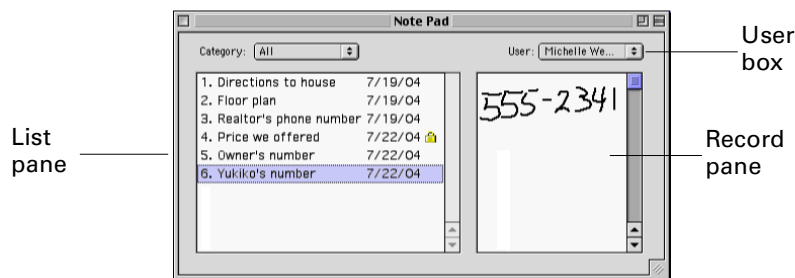 Note Pad
Category: All
User: Michelle We...
User
box
1. Directions to house 7/19/04
2. Floor plan 7/19/04
3. Realtor's phone number 7/19/04
4. Price we offered 7/22/04
5. Owner's number 7/22/04
6. Yukiko's number 7/22/04
555-2341
List
pane
Record
pane